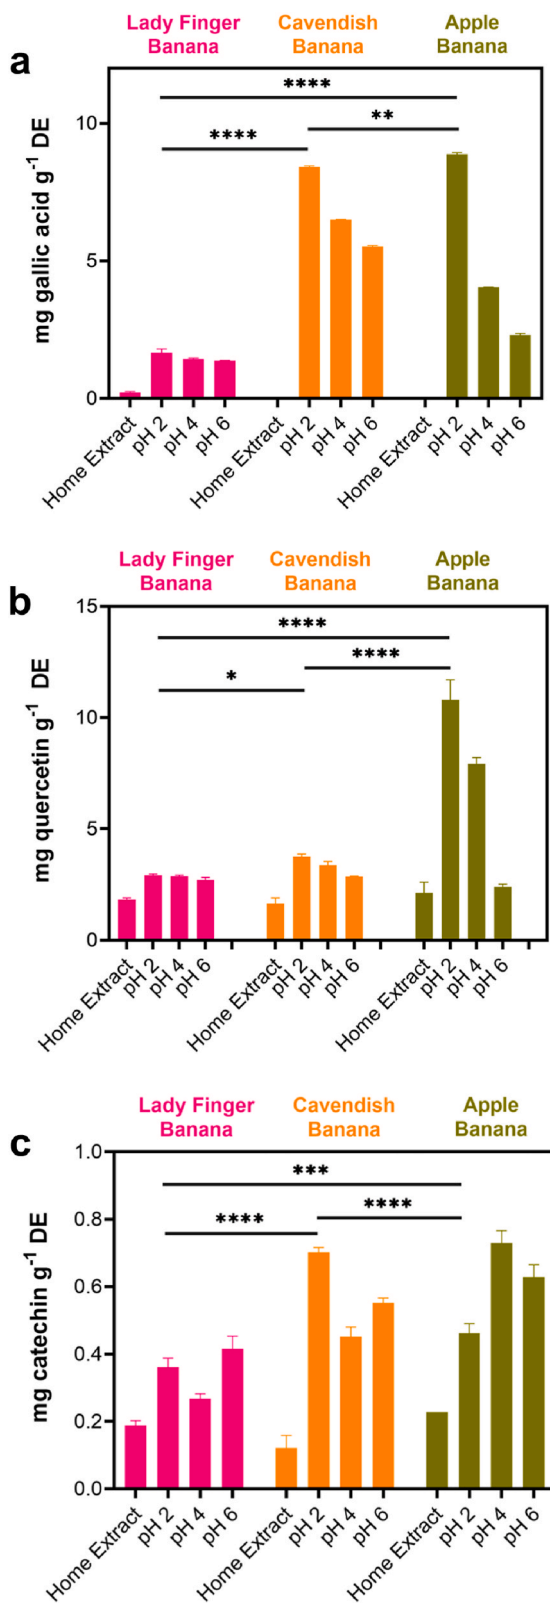 Lady Finger Cavendish Apple
Banana Banana Banana
a
****
****
**
mg gallic acid g⁻¹ DE
10
5
0
Home Extract
pH 2
pH 4
pH 6
Home Extract
pH 2
pH 4
pH 6
Home Extract
pH 2
pH 4
pH 6
Lady Finger Cavendish Apple
Banana Banana Banana
b
****
****
*
mg quercetin g⁻¹ DE
15
10
5
0
Home Extract
pH 2
pH 4
pH 6
Home Extract
pH 2
pH 4
pH 6
Home Extract
pH 2
pH 4
pH 6
Lady Finger Cavendish Apple
Banana Banana Banana
c
***
****
****
mg catechin g⁻¹ DE
1.0
0.8
0.6
0.4
0.2
0.0
Home Extract
pH 2
pH 4
pH 6
Home Extract
pH 2
pH 4
pH 6
Home Extract
pH 2
pH 4
pH 6